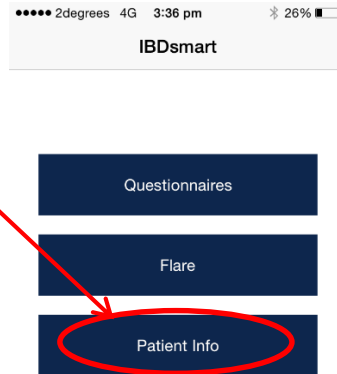 2degrees 4G 3:36 pm 26%
IBDsmart
Questionnaires
Flare
Patient Info